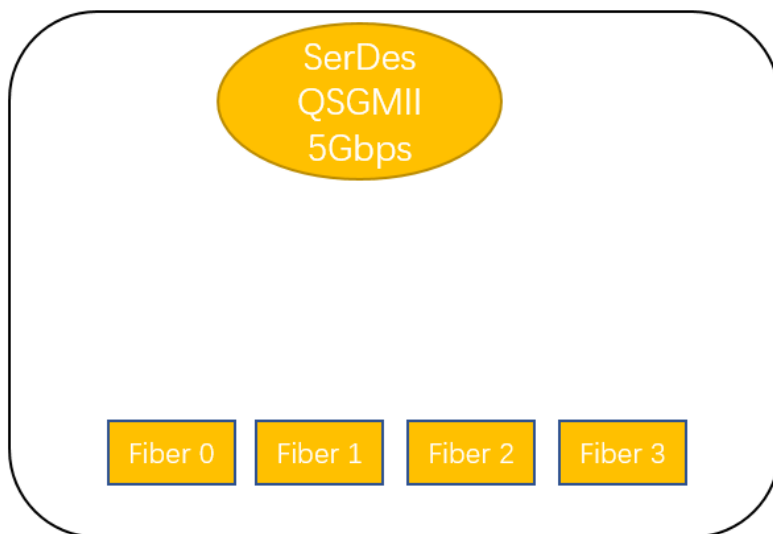 SerDes
QSGMII
5Gbps
Fiber 0
Fiber 1
Fiber 2
Fiber 3